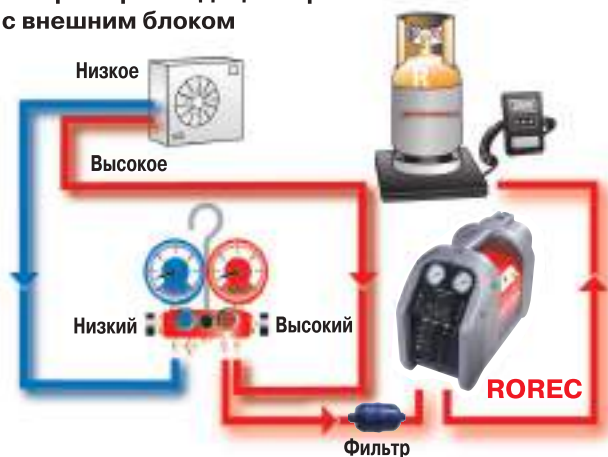 с внешним блоком
Низкое
Высокое
Низкий
Высокий
ROREC
Фильтр